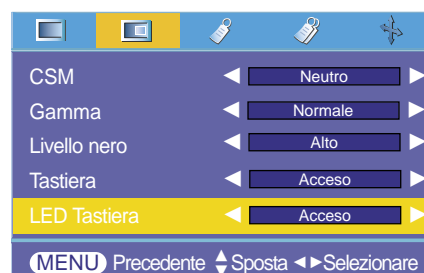 CSM Neutro
Gamma Normale
Livello nero Alto
Tastiera Acceso
LED Tastiera Acceso
MENU Precedente Sposta Selezionare